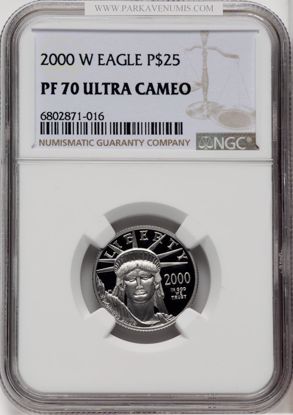 WWW.PARKAVENUMIS.COM
2000 W EAGLE P$25
PF 70 ULTRA CAMEO
6802871-016
NUMISMATIC GUARANTY COMPANY
NGC
LIBERTY
2000
IN GOD
WE
TRUST